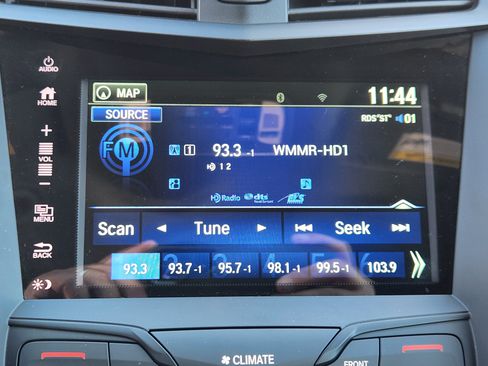 AUDIO
MAP
11:44
HOME
SOURCE
RDS "ST" 01
FM
1 93.3 -1 WMMR-HD1
+
VOL
HD 1 2
HD Radio dts
MENU
Scan ◄ Tune ► |◄◄ Seek ►►|
BACK
93.3 93.7-1 95.7-1 98.1-1 99.5-1 103.9
CLIMATE
FRONT